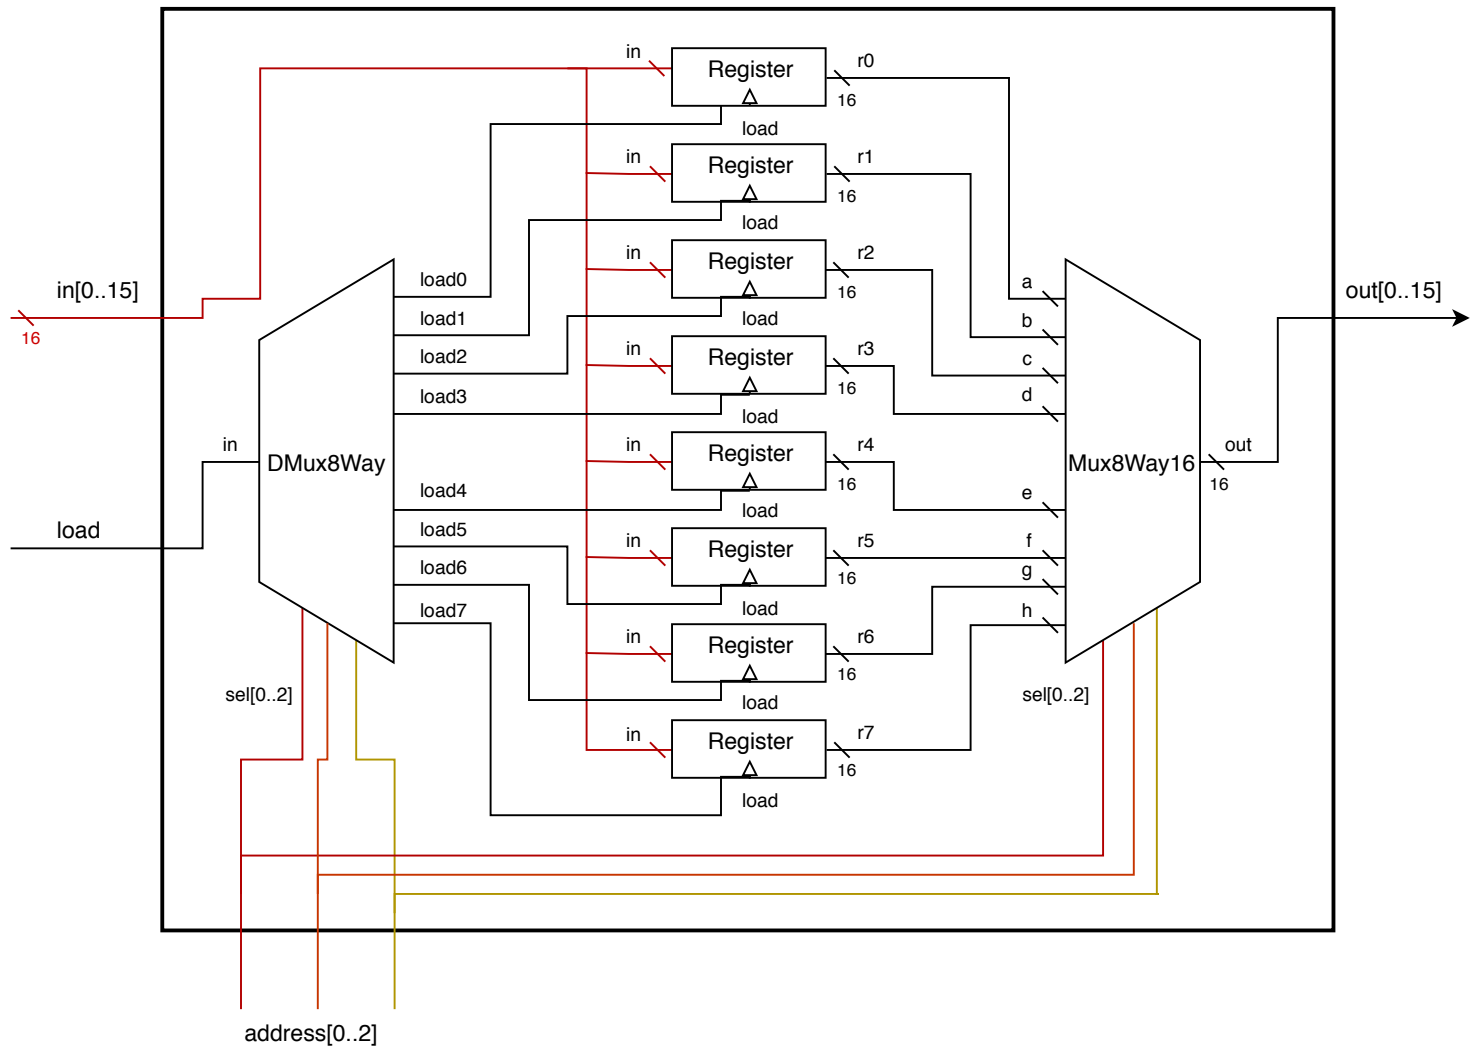 in
Register
r0
16
load
in
Register
r1
16
load
in
Register
r2
16
load
in
Register
r3
16
load
in
Register
r4
16
load
in
Register
r5
16
load
in
Register
r6
16
load
in
Register
r7
16
load
in[0..15]
16
load
in
DMux8Way
load0
load1
load2
load3
load4
load5
load6
load7
sel[0..2]
a
b
c
d
e
f
g
h
Mux8Way16
sel[0..2]
out
16
out[0..15]
address[0..2]